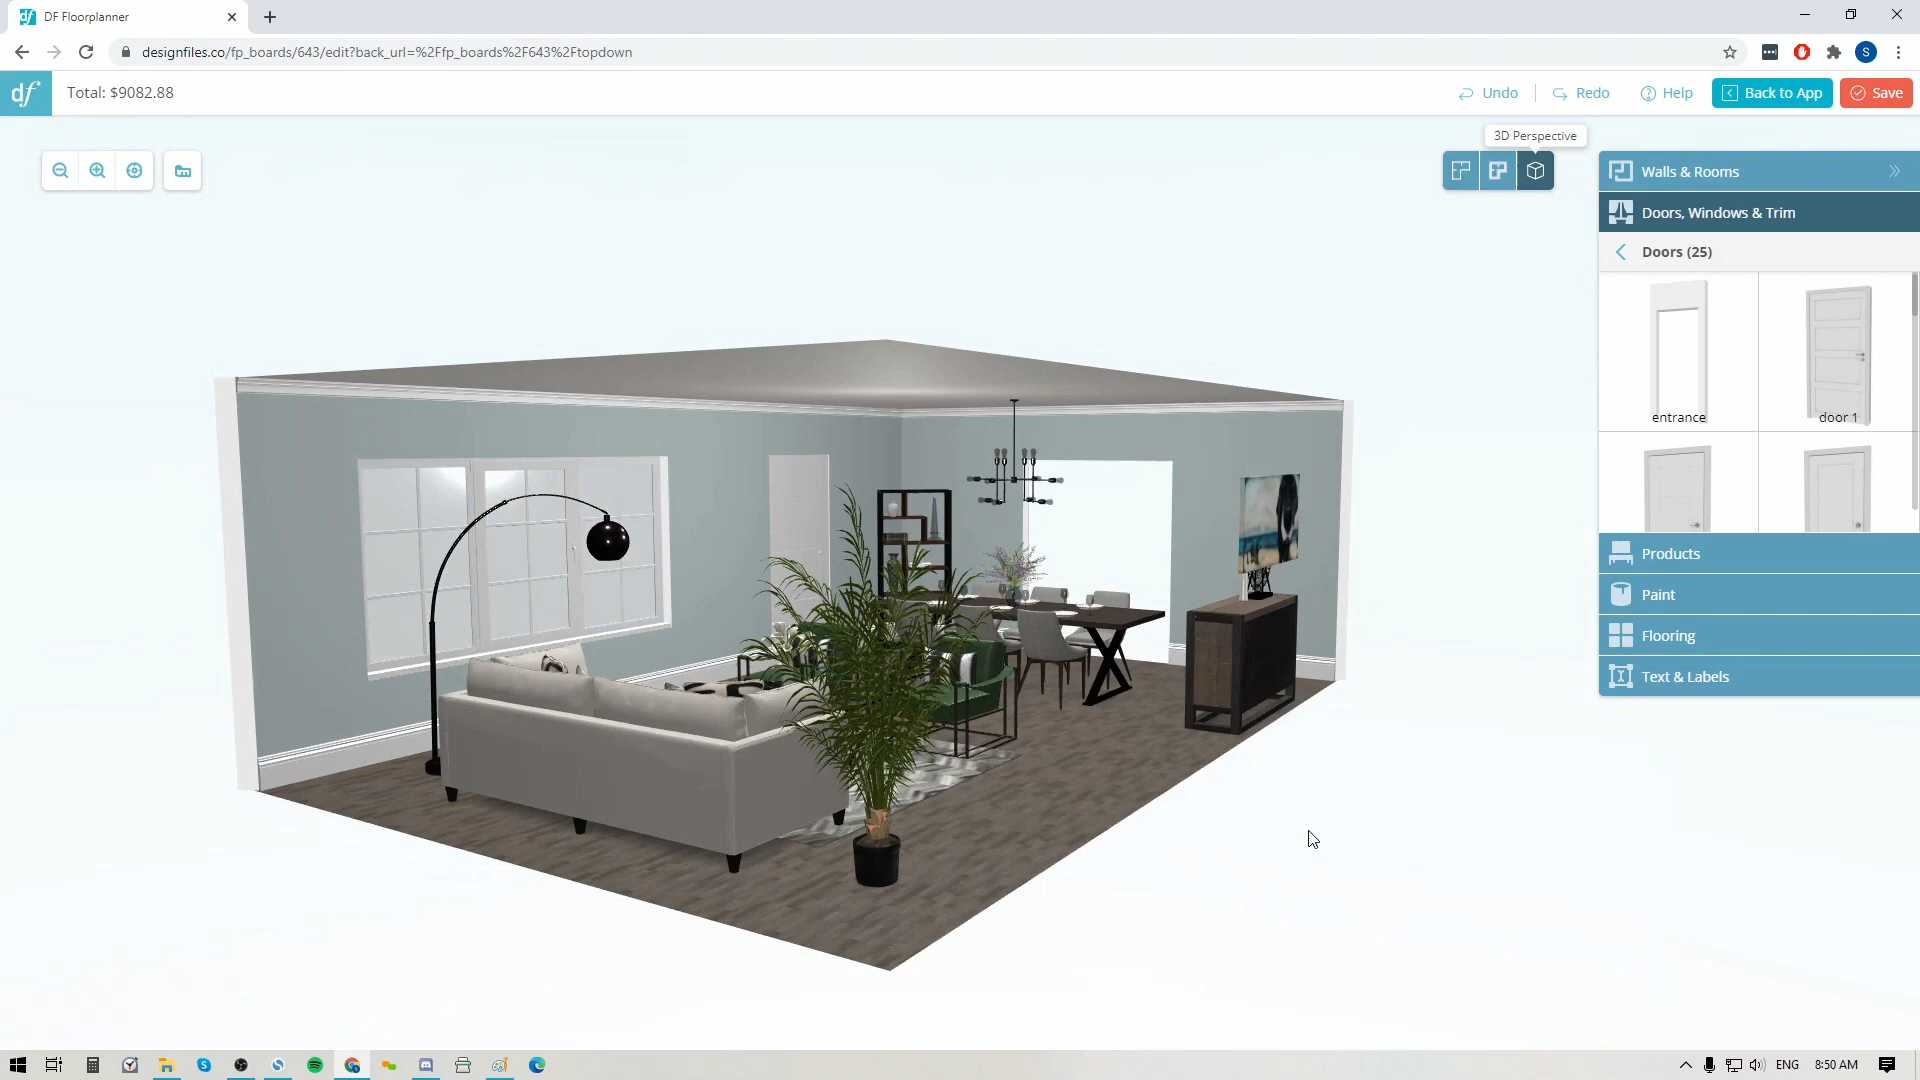 DF Floorplanner
designfiles.co/fp_boards/643/edit?back_url=%2Ffp_boards%2F643%2Ftopdown
S
df
Total: $9082.88
Undo
Redo
Help
Back to App
Save
3D Perspective
Walls & Rooms
Doors, Windows & Trim
Doors (25)
entrance
door 1
Products
Paint
Flooring
Text & Labels
ENG
8:50 AM